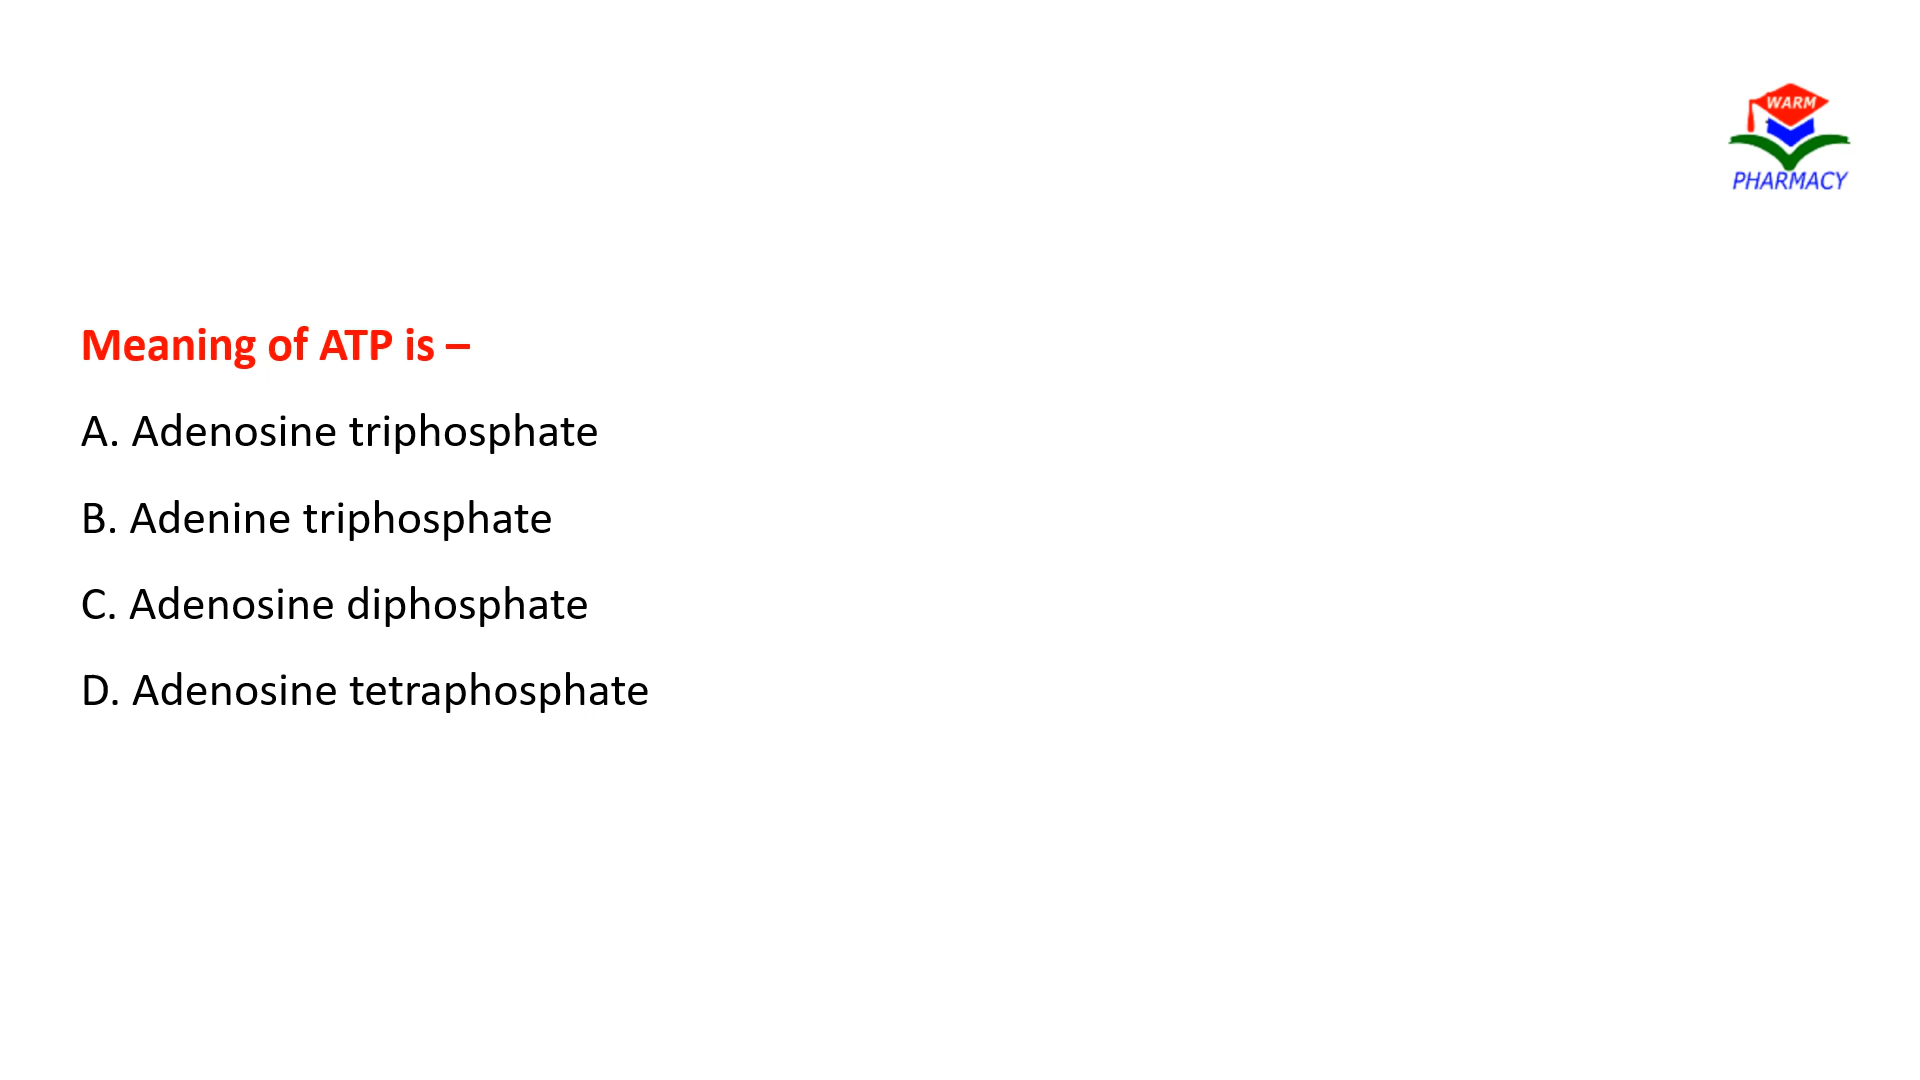 WARM
PHARMACY
Meaning of ATP is –
A. Adenosine triphosphate
B. Adenine triphosphate
C. Adenosine diphosphate
D. Adenosine tetraphosphate